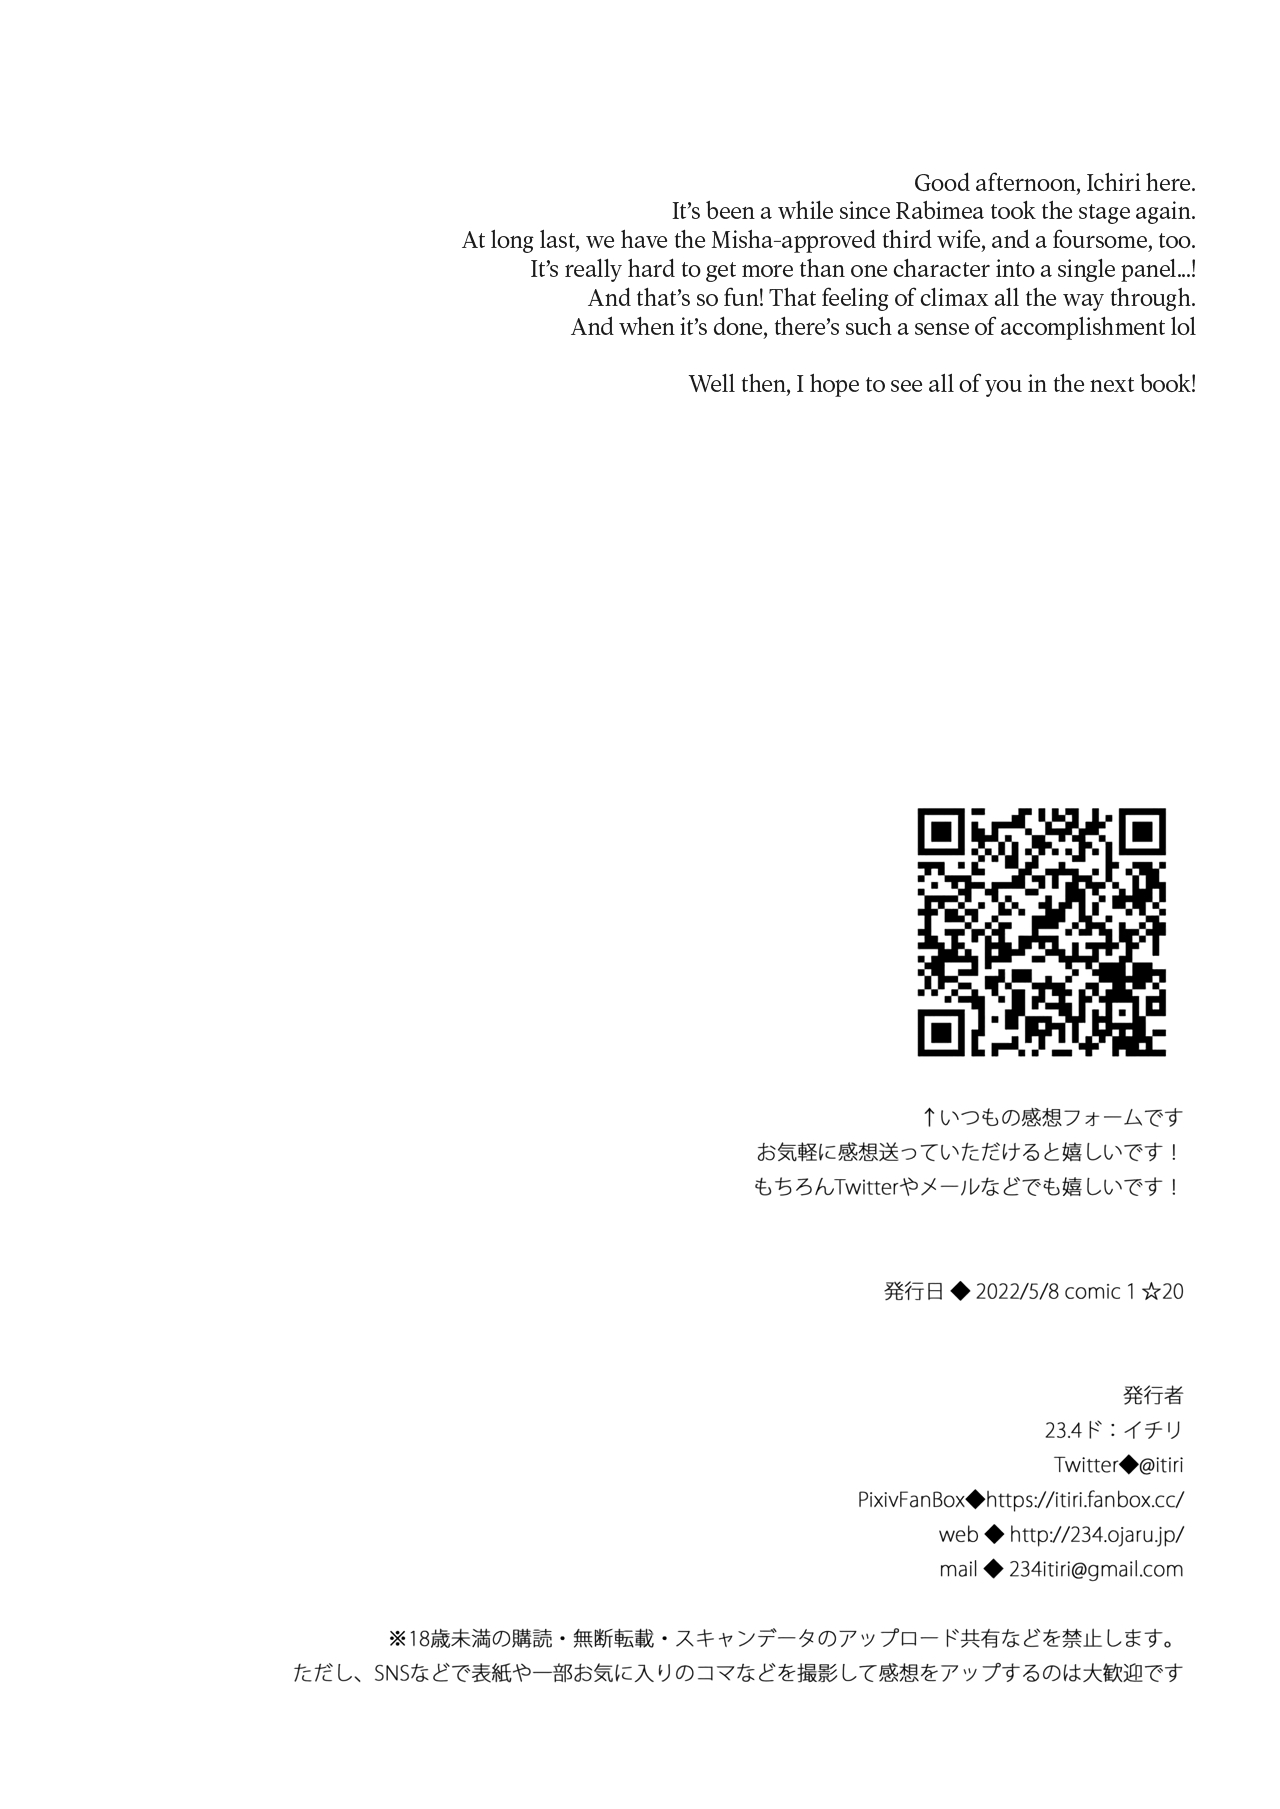 Good afternoon, Ichiri here.
It's been a while since Rabimea took the stage again.
At long last, we have the Misha-approved third wife, and a foursome, too.
It's really hard to get more than one character into a single panel...!
And that's so fun! That feeling of climax all the way through.
And when it's done, there's such a sense of accomplishment lol
Well then, I hope to see all of you in the next book!
↑いつもの感想フォームです
お気軽に感想送っていただけると嬉しいです！
もちろんTwitterやメールなどでも嬉しいです！
発行日 ◆ 2022/5/8 comic 1 ☆20
発行者
23.4ド：イチリ
Twitter◆@itiri
PixivFanBox◆https://itiri.fanbox.cc/
web ◆ http://234.ojaru.jp/
mail ◆ 234itiri@gmail.com
※18歳未満の購読・無断転載・スキャンデータのアップロード共有などを禁止します。
ただし、SNSなどで表紙や一部お気に入りのコマなどを撮影して感想をアップするのは大歓迎です